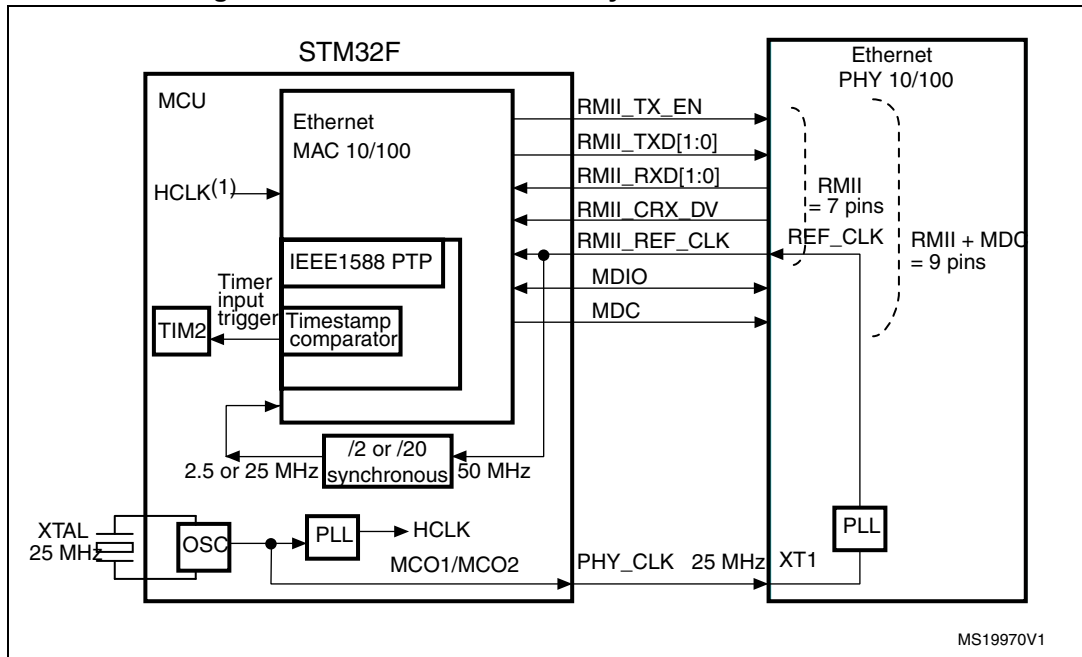 STM32F
MCU
Ethernet
MAC 10/100
HCLK(1)
IEEE1588 PTP
Timer
input
trigger
TIM2
Timestamp
comparator
/2 or /20
synchronous
2.5 or 25 MHz
50 MHz
XTAL
25 MHz
OSC
PLL
HCLK
MCO1/MCO2
RMII_TX_EN
RMII_TXD[1:0]
RMII_RXD[1:0]
RMII_CRX_DV
RMII_REF_CLK
MDIO
MDC
PHY_CLK 25 MHz
Ethernet
PHY 10/100
RMII
= 7 pins
REF_CLK
RMII + MDC
= 9 pins
PLL
XT1
MS19970V1